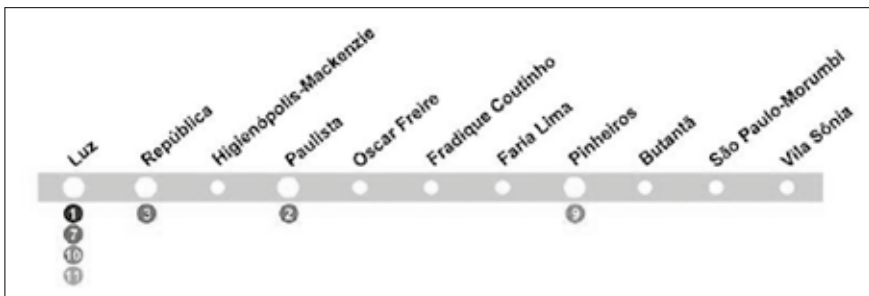 Luz
República
Higienópolis-Mackenzie
Paulista
Oscar Freire
Fradique Coutinho
Faria Lima
Pinheiros
Butantã
São Paulo-Morumbi
Vila Sônia
1
3
2
9
7
10
11